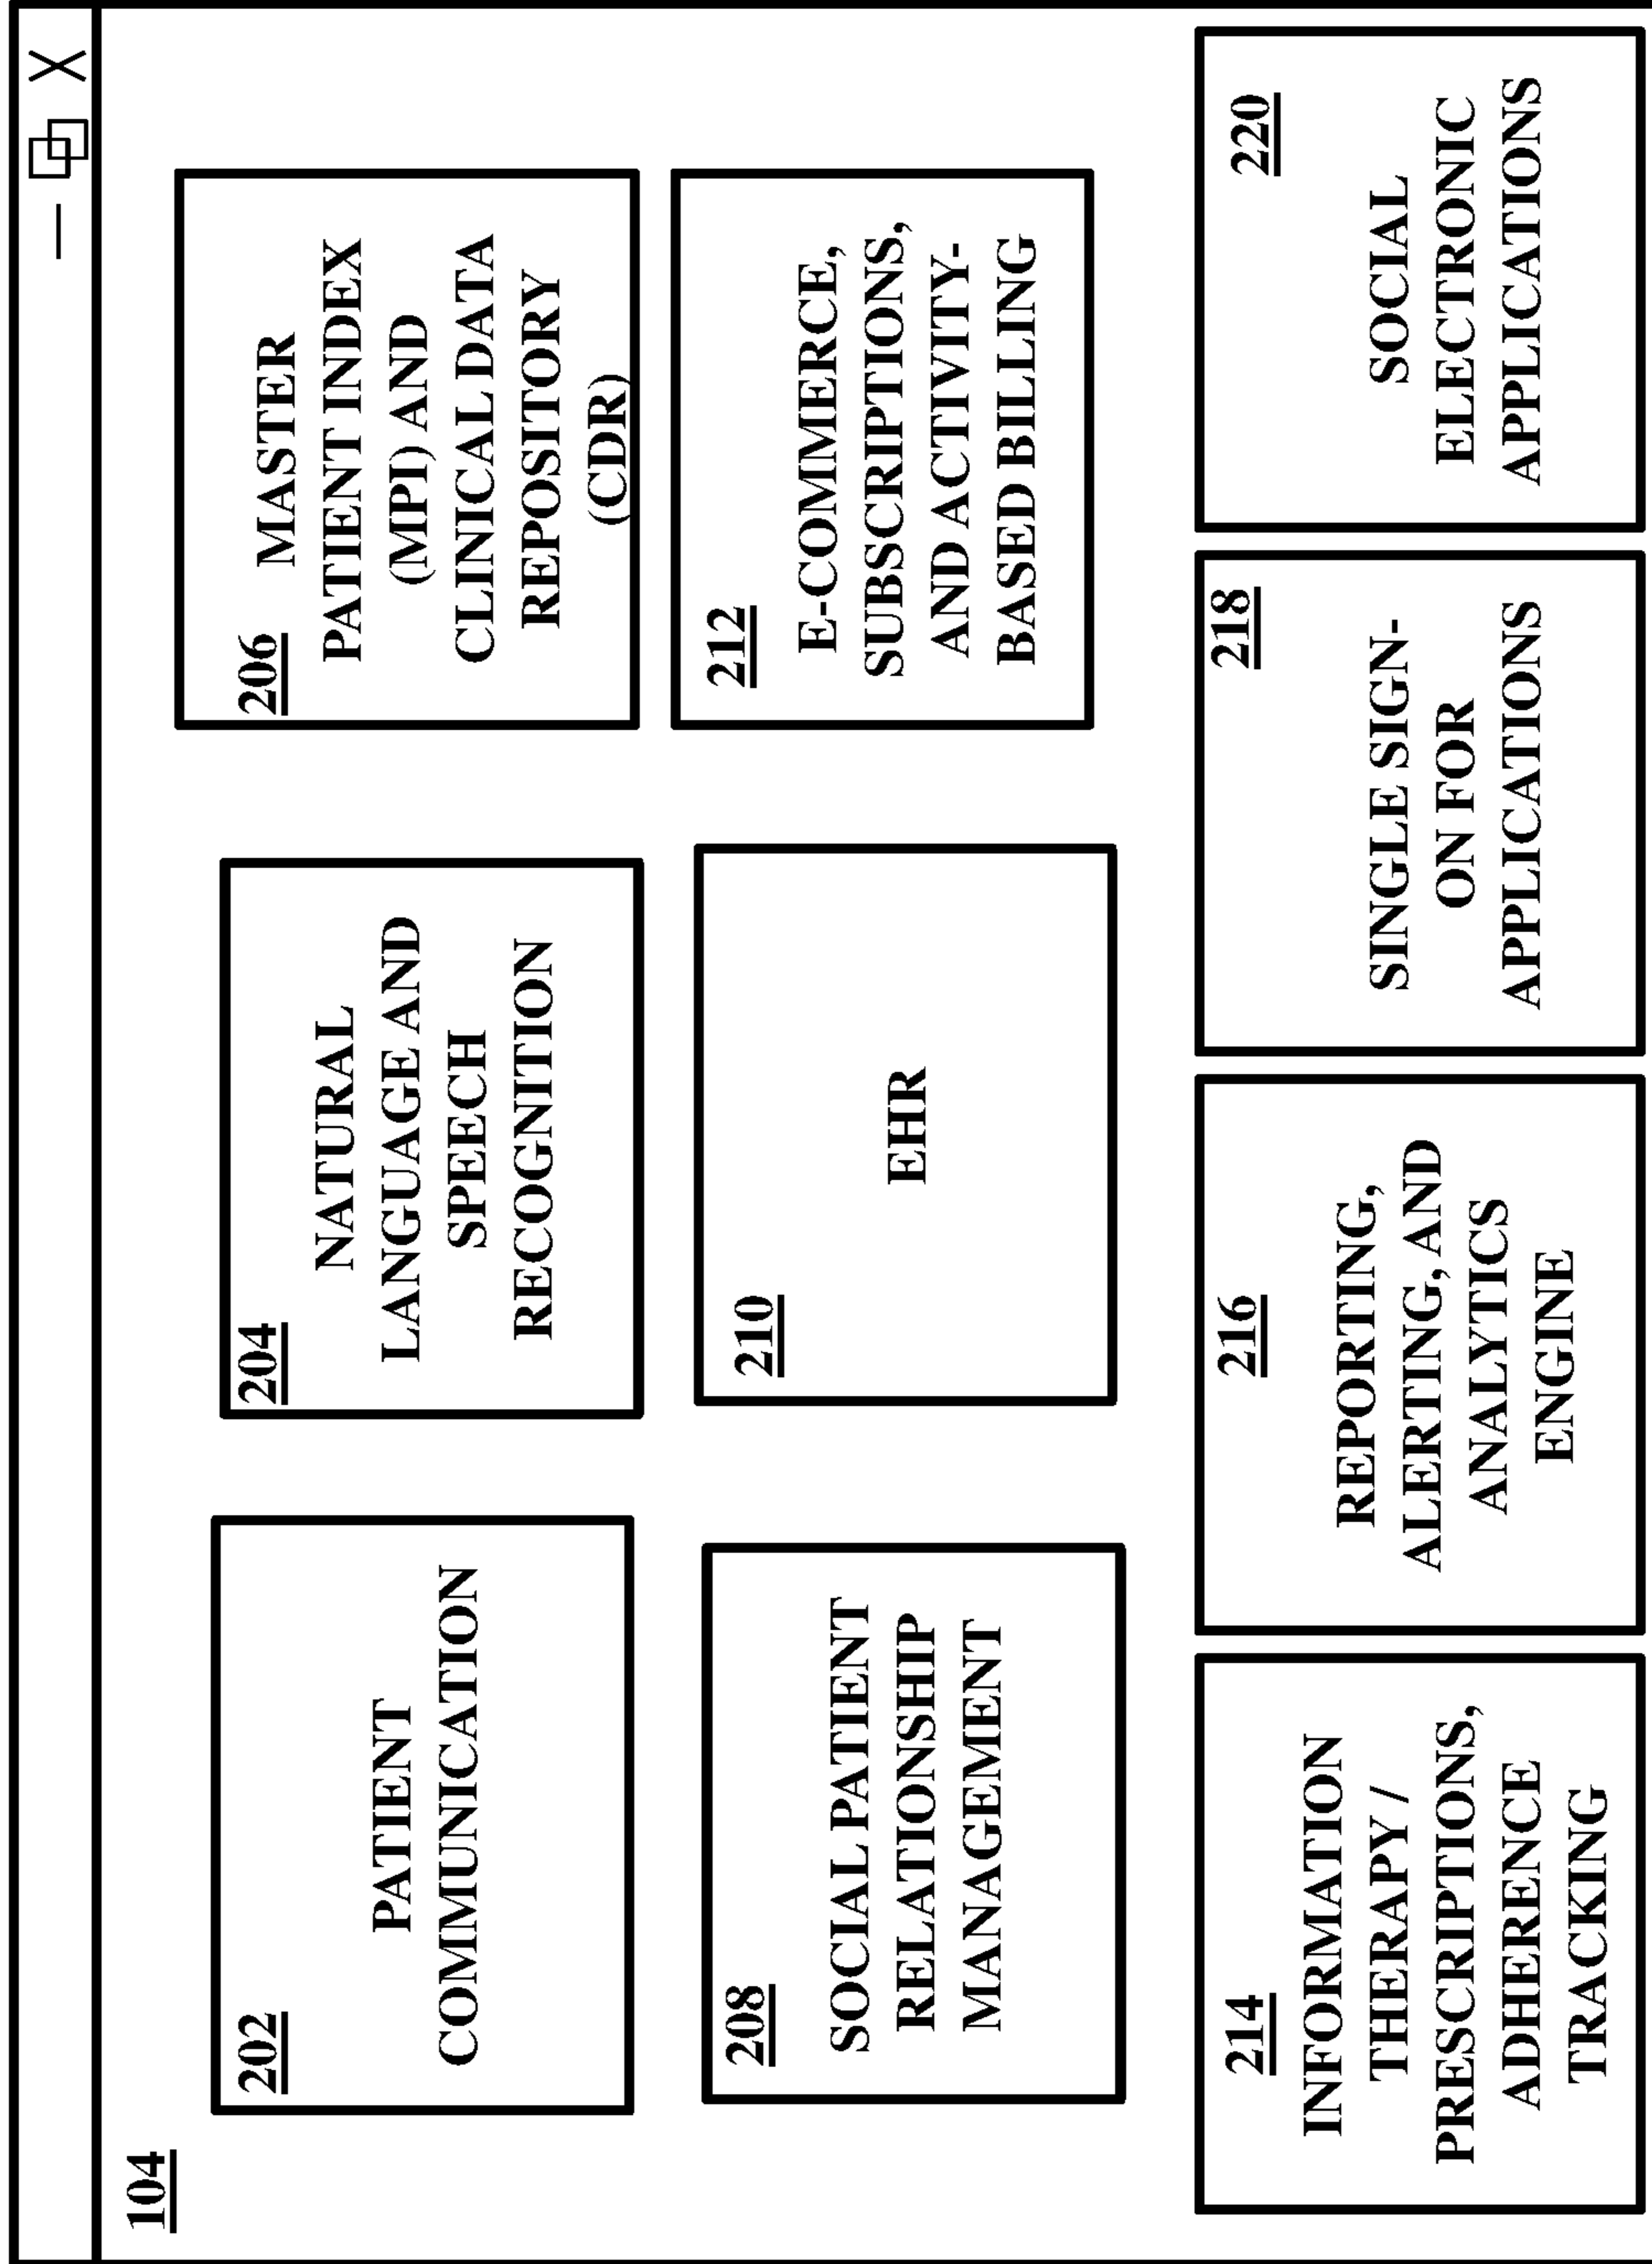 104
202
PATIENT
COMMUNICATION
204
NATURAL
LANGUAGE AND
SPEECH
RECOGNITION
206
MASTER
PATIENT INDEX
(MPI) AND
CLINICAL DATA
REPOSITORY
(CDR)
208
SOCIAL PATIENT
RELATIONSHIP
MANAGEMENT
210
EHR
212
E-COMMERCE,
SUBSCRIPTIONS,
AND ACTIVITY-
BASED BILLING
214
INFORMATION
THERAPY /
PRESCRIPTIONS,
ADHERENCE
TRACKING
216
REPORTING,
ALERTING, AND
ANALYTICS
ENGINE
218
SINGLE SIGN-
ON FOR
APPLICATIONS
220
SOCIAL
ELECTRONIC
APPLICATIONS